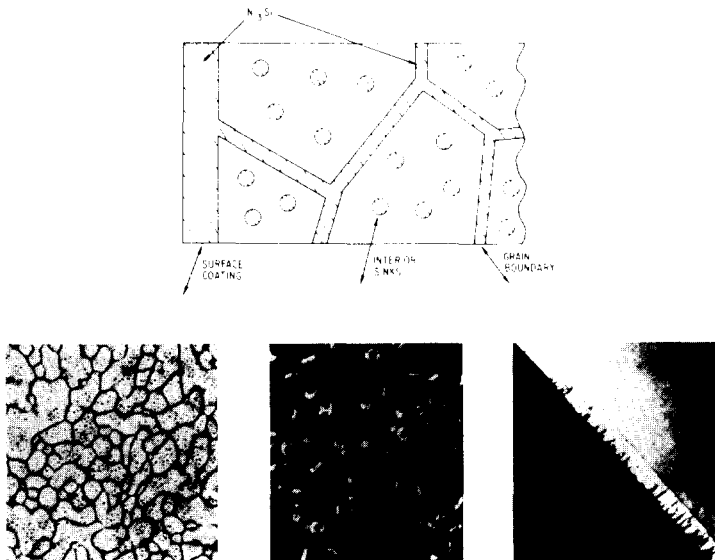 Ni₃Si
SURFACE
COATING
INTERIOR
SINKS
GRAIN
BOUNDARY